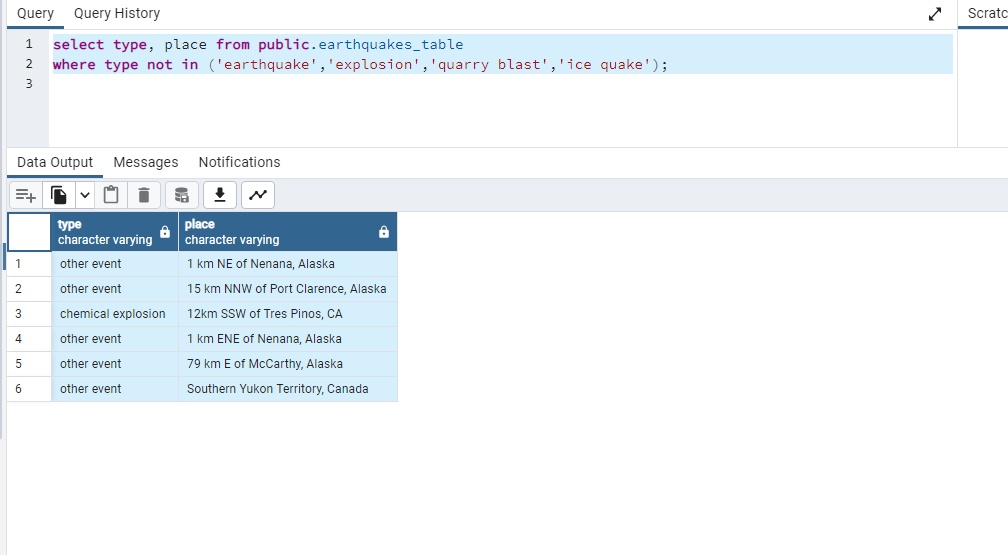 Query Query History
Scratc
1 select type, place from public.earthquakes_table
2 where type not in ('earthquake','explosion','quarry blast','ice quake');
3
Data Output Messages Notifications
type place
character varying character varying
1 other event 1 km NE of Nenana, Alaska
2 other event 15 km NNW of Port Clarence, Alaska
3 chemical explosion 12km SSW of Tres Pinos, CA
4 other event 1 km ENE of Nenana, Alaska
5 other event 79 km E of McCarthy, Alaska
6 other event Southern Yukon Territory, Canada